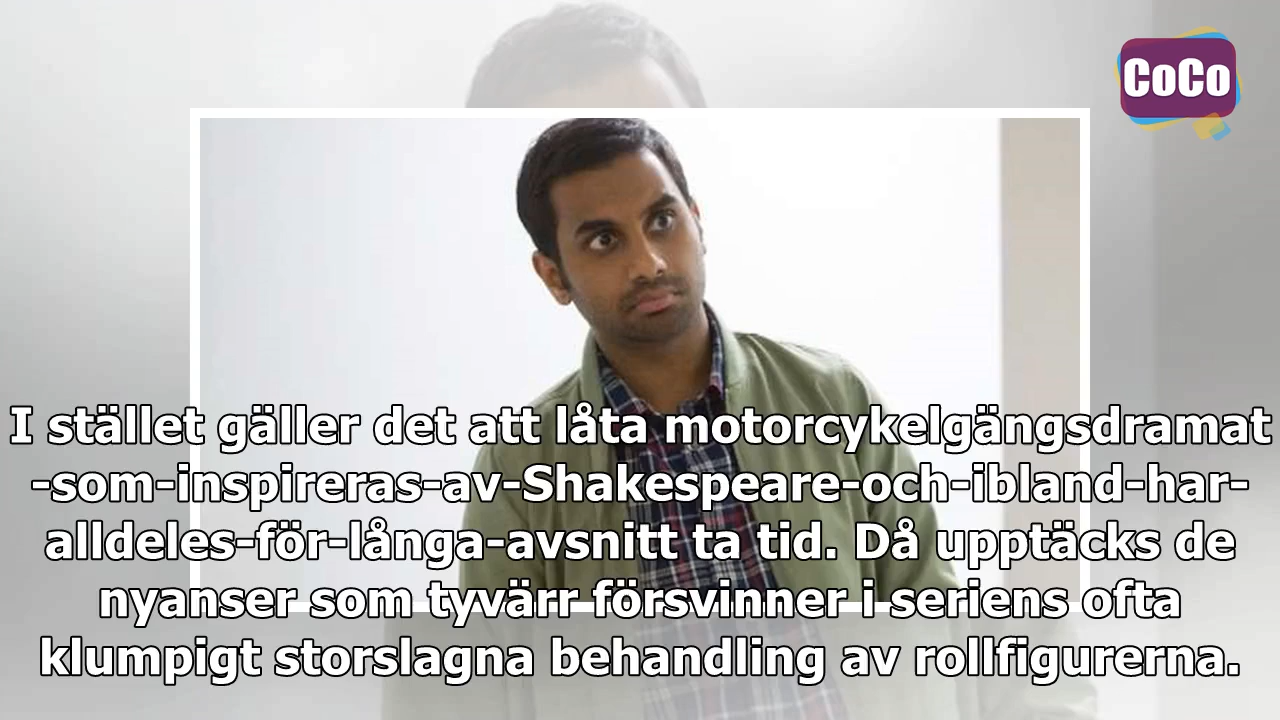 CoCo
I stället gäller det att låta motorcykelgängsdramat
-som-inspireras-av-Shakespeare-och-ibland-har-
alldeles-för-långa-avsnitt ta tid. Då upptäcks de
nyanser som tyvärr försvinner i seriens ofta
klumpigt storslagna behandling av rollfigurerna.